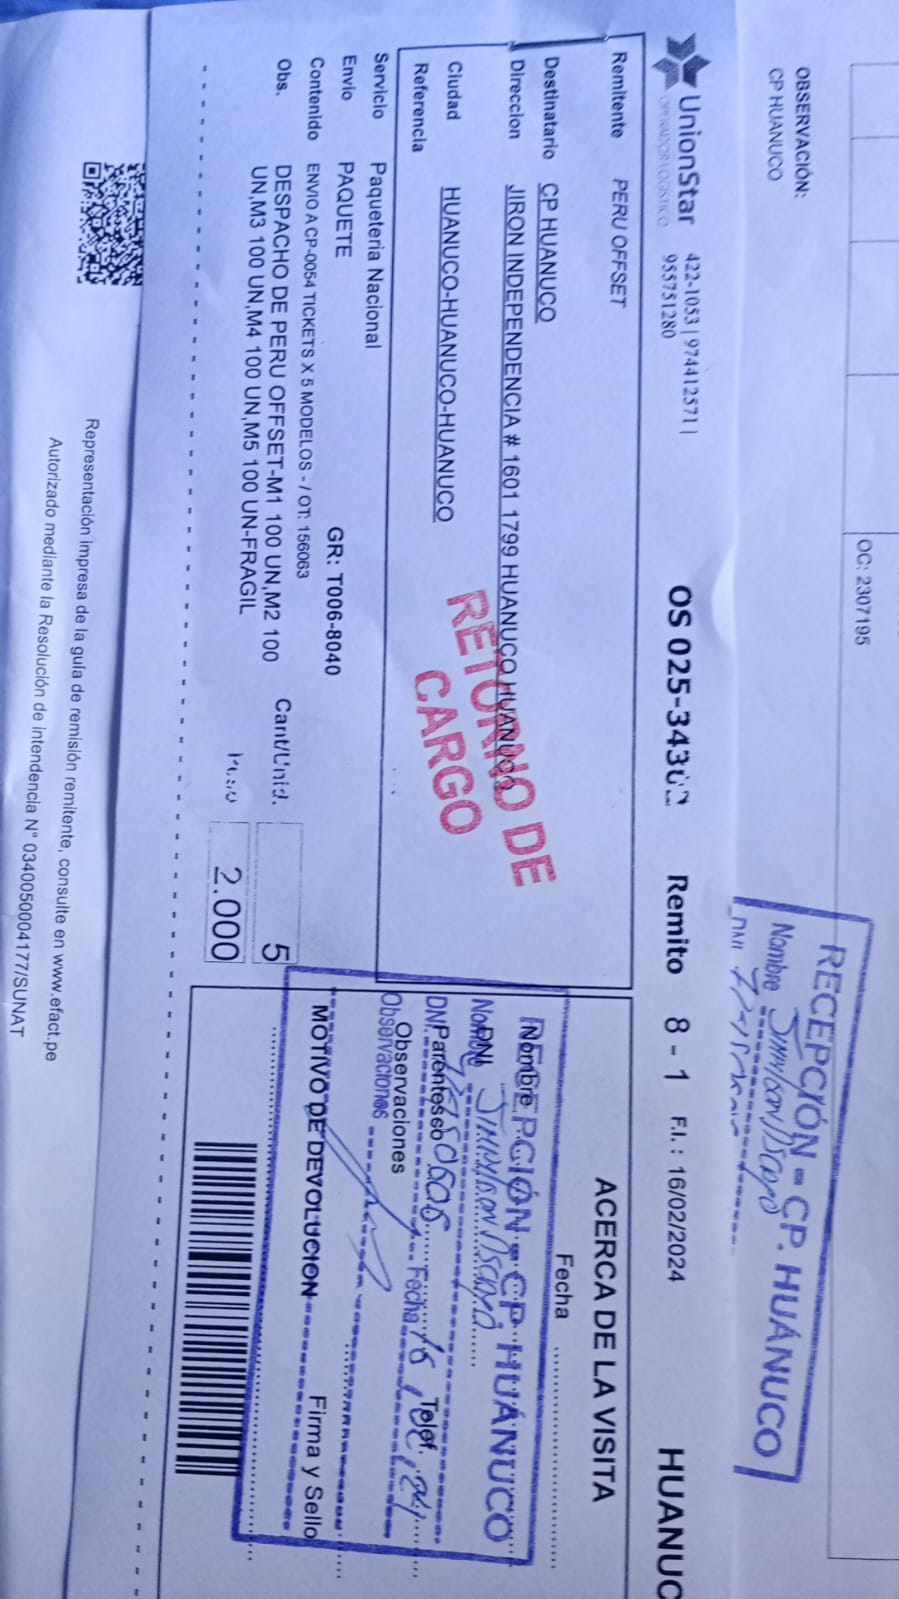 OC: 2307195
OBSERVACIÓN:
CP HUANUCO
RECEPCIÓN - CP. HUÁNUCO
Nombre
DNI
UnionStar
OPERADOR LOGISTICO
422-1053 | 974412571 |
955751280
OS 025-3430
Remito 8 - 1 F.I.: 16/02/2024 HUANUC
Remitente PERU OFFSET
Destinatario CP HUANUCO
Direccion JIRON INDEPENDENCIA # 1601 1799 HUANUCO HUANUCO
Ciudad HUANUCO-HUANUCO-HUANUCO
Referencia
RETORNO DE
CARGO
Servicio Paqueteria Nacional
Envío PAQUETE GR: T006-8040
Contenido ENVIO A CP-0054 TICKETS X 5 MODELOS - / OT: 156063
Obs. DESPACHO DE PERU OFFSET-M1 100 UN,M2 100
UN,M3 100 UN,M4 100 UN,M5 100 UN-FRAGIL
Cant/Unid. 5
Peso 2.000
ACERCA DE LA VISITA
Fecha
Nombre
DNI
Parentesco Telef.
Observaciones
RECEPCIÓN - CP. HUÁNUCO
Nombre
DNI.
Fecha 16
Observaciones
MOTIVO DE DEVOLUCION Firma y Sello
Representación impresa de la guía de remisión remitente, consulte en www.efact.pe
Autorizado mediante la Resolución de intendencia N° 0340050004177/SUNAT